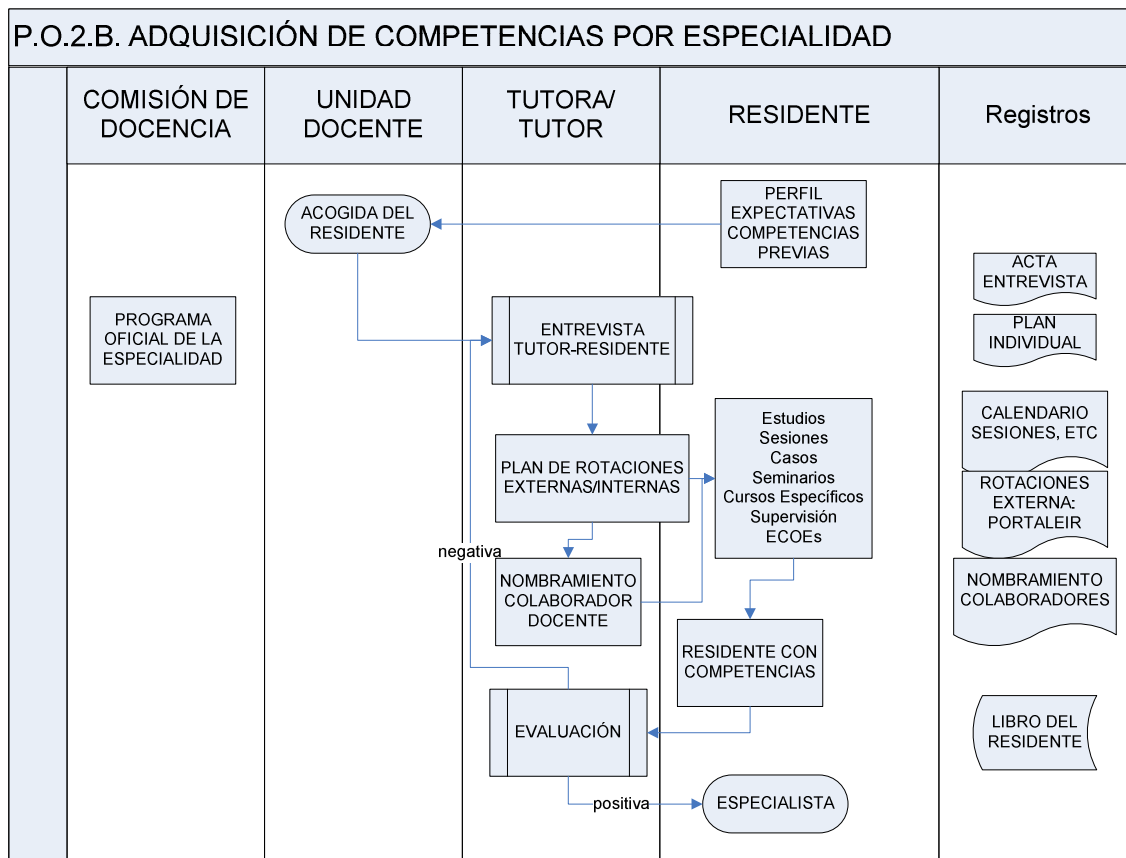 P.O.2.B. ADQUISICIÓN DE COMPETENCIAS POR ESPECIALIDAD
COMISIÓN DE
DOCENCIA
UNIDAD
DOCENTE
TUTORA/
TUTOR
RESIDENTE
Registros
ACOGIDA DEL
RESIDENTE
PERFIL
EXPECTATIVAS
COMPETENCIAS
PREVIAS
ACTA
ENTREVISTA
PROGRAMA
OFICIAL DE LA
ESPECIALIDAD
ENTREVISTA
TUTOR-RESIDENTE
PLAN
INDIVIDUAL
PLAN DE ROTACIONES
EXTERNAS/INTERNAS
Estudios
Sesiones
Casos
Seminarios
Cursos Específicos
Supervisión
ECOEs
CALENDARIO
SESIONES, ETC
ROTACIONES
EXTERNA:
PORTALEIR
negativa
NOMBRAMIENTO
COLABORADOR
DOCENTE
NOMBRAMIENTO
COLABORADORES
RESIDENTE CON
COMPETENCIAS
EVALUACIÓN
LIBRO DEL
RESIDENTE
positiva
ESPECIALISTA